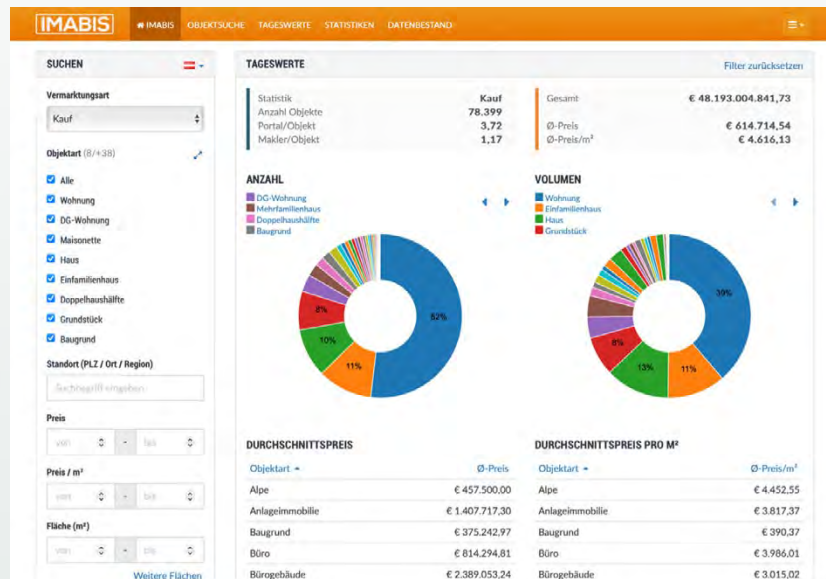 IMABIS
IMABIS OBJEKTSUCHE TAGESWERTE STATISTIKEN DATENBESTAND
SUCHEN
Vermarktungsart
Kauf
Objektart (8/+38)
Alle
Wohnung
DG-Wohnung
Maisonette
Haus
Einfamilienhaus
Doppelhaushälfte
Grundstück
Baugrund
Standort (PLZ / Ort / Region)
Suchbegriff eingeben
Preis
von - bis
Preis / m²
von - bis
Fläche (m²)
von - bis
Weitere Flächen
TAGESWERTE
Filter zurücksetzen
Statistik Kauf
Anzahl Objekte 78.399
Portal/Objekt 3,72
Makler/Objekt 1,17
Gesamt € 48.193.004.841,73
Ø-Preis € 614.714,54
Ø-Preis/m² € 4.616,13
ANZAHL
DG-Wohnung
Mehrfamilienhaus
Doppelhaushälfte
Baugrund
52%
11%
10%
8%
VOLUMEN
Wohnung
Einfamilienhaus
Haus
Grundstück
39%
11%
13%
8%
DURCHSCHNITTSPREIS
Objektart Ø-Preis
Alpe € 457.500,00
Anlageimmobilie € 1.407.717,30
Baugrund € 375.242,97
Büro € 814.294,81
Bürogebäude € 2.389.053,24
DURCHSCHNITTSPREIS PRO M²
Objektart Ø-Preis/m²
Alpe € 4.452,55
Anlageimmobilie € 3.817,37
Baugrund € 390,37
Büro € 3.986,01
Bürogebäude € 3.015,02